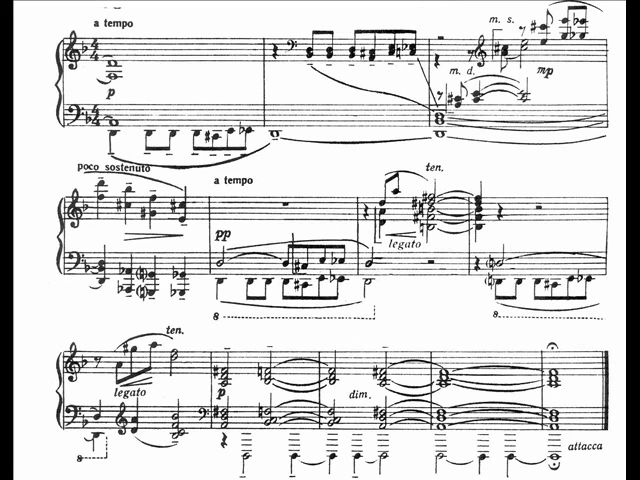 a tempo
m. s.
m. d.
mp
p
poco sostenuto
a tempo
ten.
pp
legato
8
8
ten.
legato
p
dim.
8
attacca